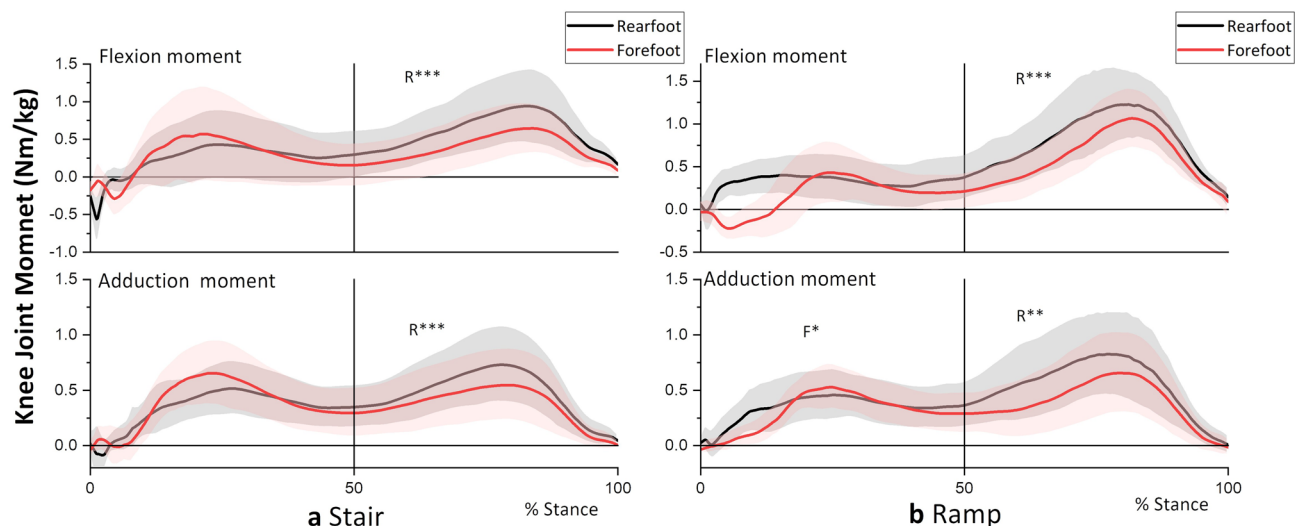 Rearfoot
Forefoot
Rearfoot
Forefoot
Knee Joint Momnet (Nm/kg)
Flexion moment
R***
1.5
1.0
0.5
0.0
-0.5
-1.0
Flexion moment
R***
1.5
1.0
0.5
0.0
-0.5
Adduction moment
R***
1.5
1.0
0.5
0.0
0
50
100
% Stance
a Stair
Adduction moment
F*
R**
1.5
1.0
0.5
0.0
0
50
100
% Stance
b Ramp